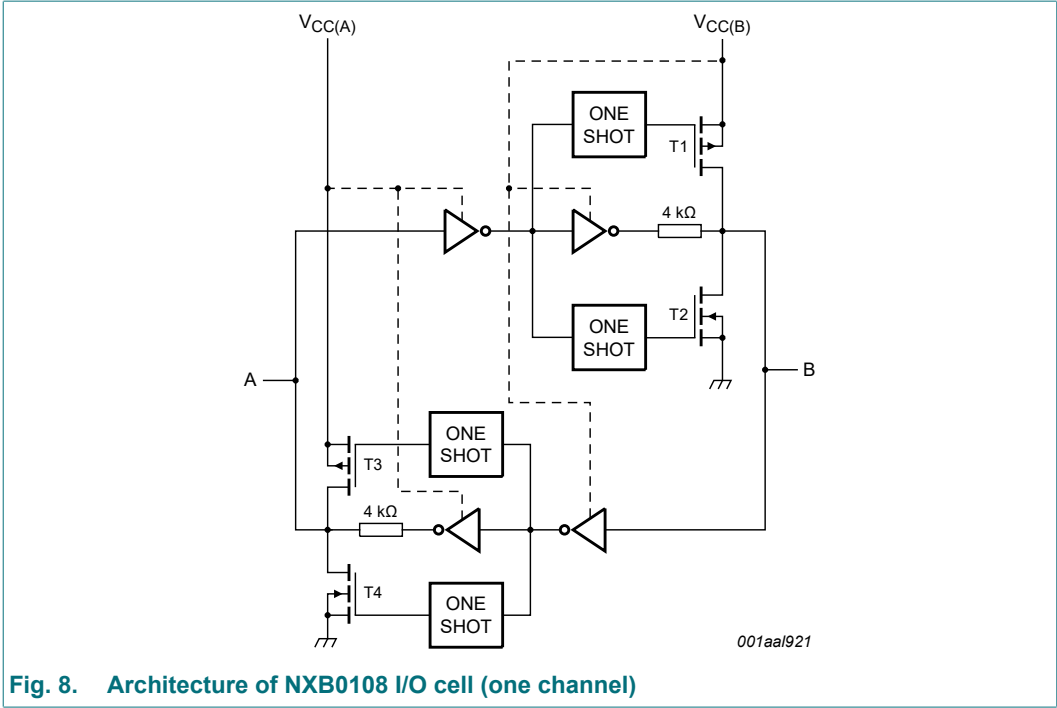 VCC(A)
VCC(B)
ONE
SHOT
T1
4 kΩ
T2
ONE
SHOT
A
B
ONE
SHOT
T3
4 kΩ
T4
ONE
SHOT
001aal921
Fig. 8. Architecture of NXB0108 I/O cell (one channel)